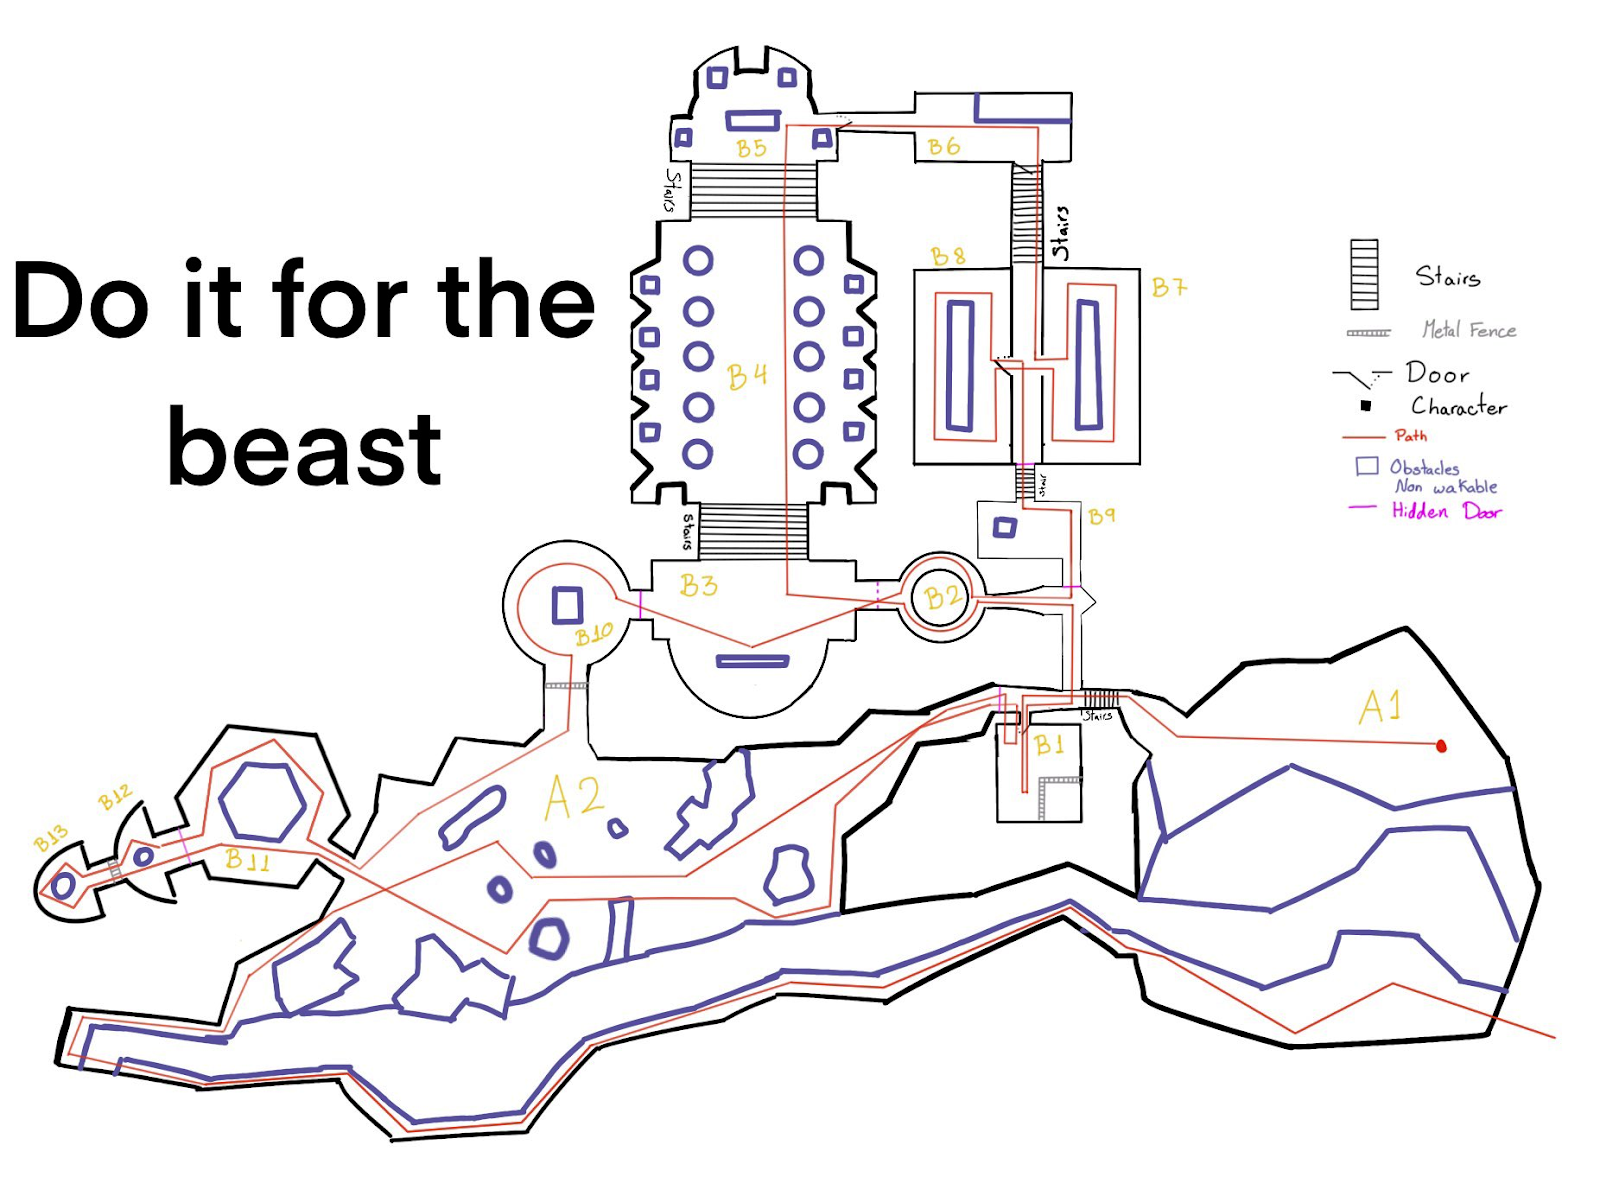 Do it for the
beast
B5
B6
Stairs
Stairs
B8
B7
B4
Stair
Stairs
B9
B3
B2
B10
A1
Stairs
B1
A2
B12
B13
B11
Stairs
Metal Fence
Door
Character
Path
Obstacles
Non wakable
Hidden Door